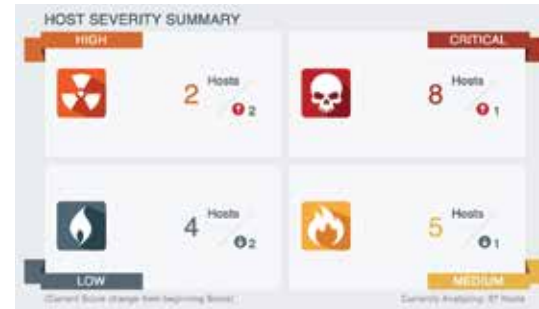 HOST SEVERITY SUMMARY
HIGH
CRITICAL
2 Hosts
2
8 Hosts
1
4 Hosts
2
5 Hosts
1
LOW
MEDIUM
(Current Score change from beginning Score)
Currently Analyzing: Hosts